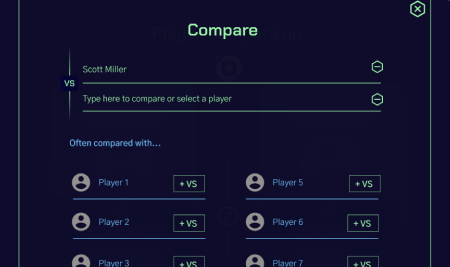 Compare
Scott Miller
VS
Type here to compare or select a player
Often compared with...
Player 1
+ VS
Player 5
+ VS
Player 2
+ VS
Player 6
+ VS
Player 3
+ VS
Player 7
+ VS